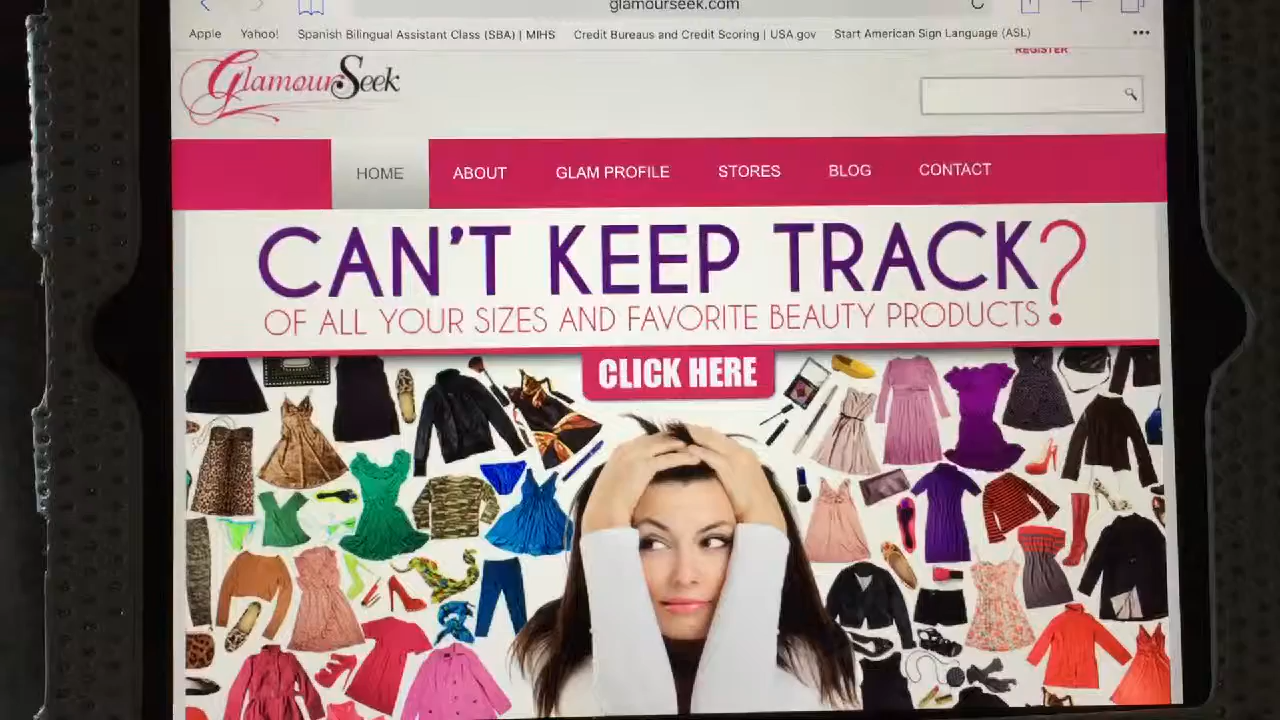 glamourseek.com
Apple Yahoo! Spanish Bilingual Assistant Class (SBA) | MIHS Credit Bureaus and Credit Scoring | USA.gov Start American Sign Language (ASL)
REGISTER
GlamourSeek
HOME ABOUT GLAM PROFILE STORES BLOG CONTACT
CAN'T KEEP TRACK?
OF ALL YOUR SIZES AND FAVORITE BEAUTY PRODUCTS
CLICK HERE